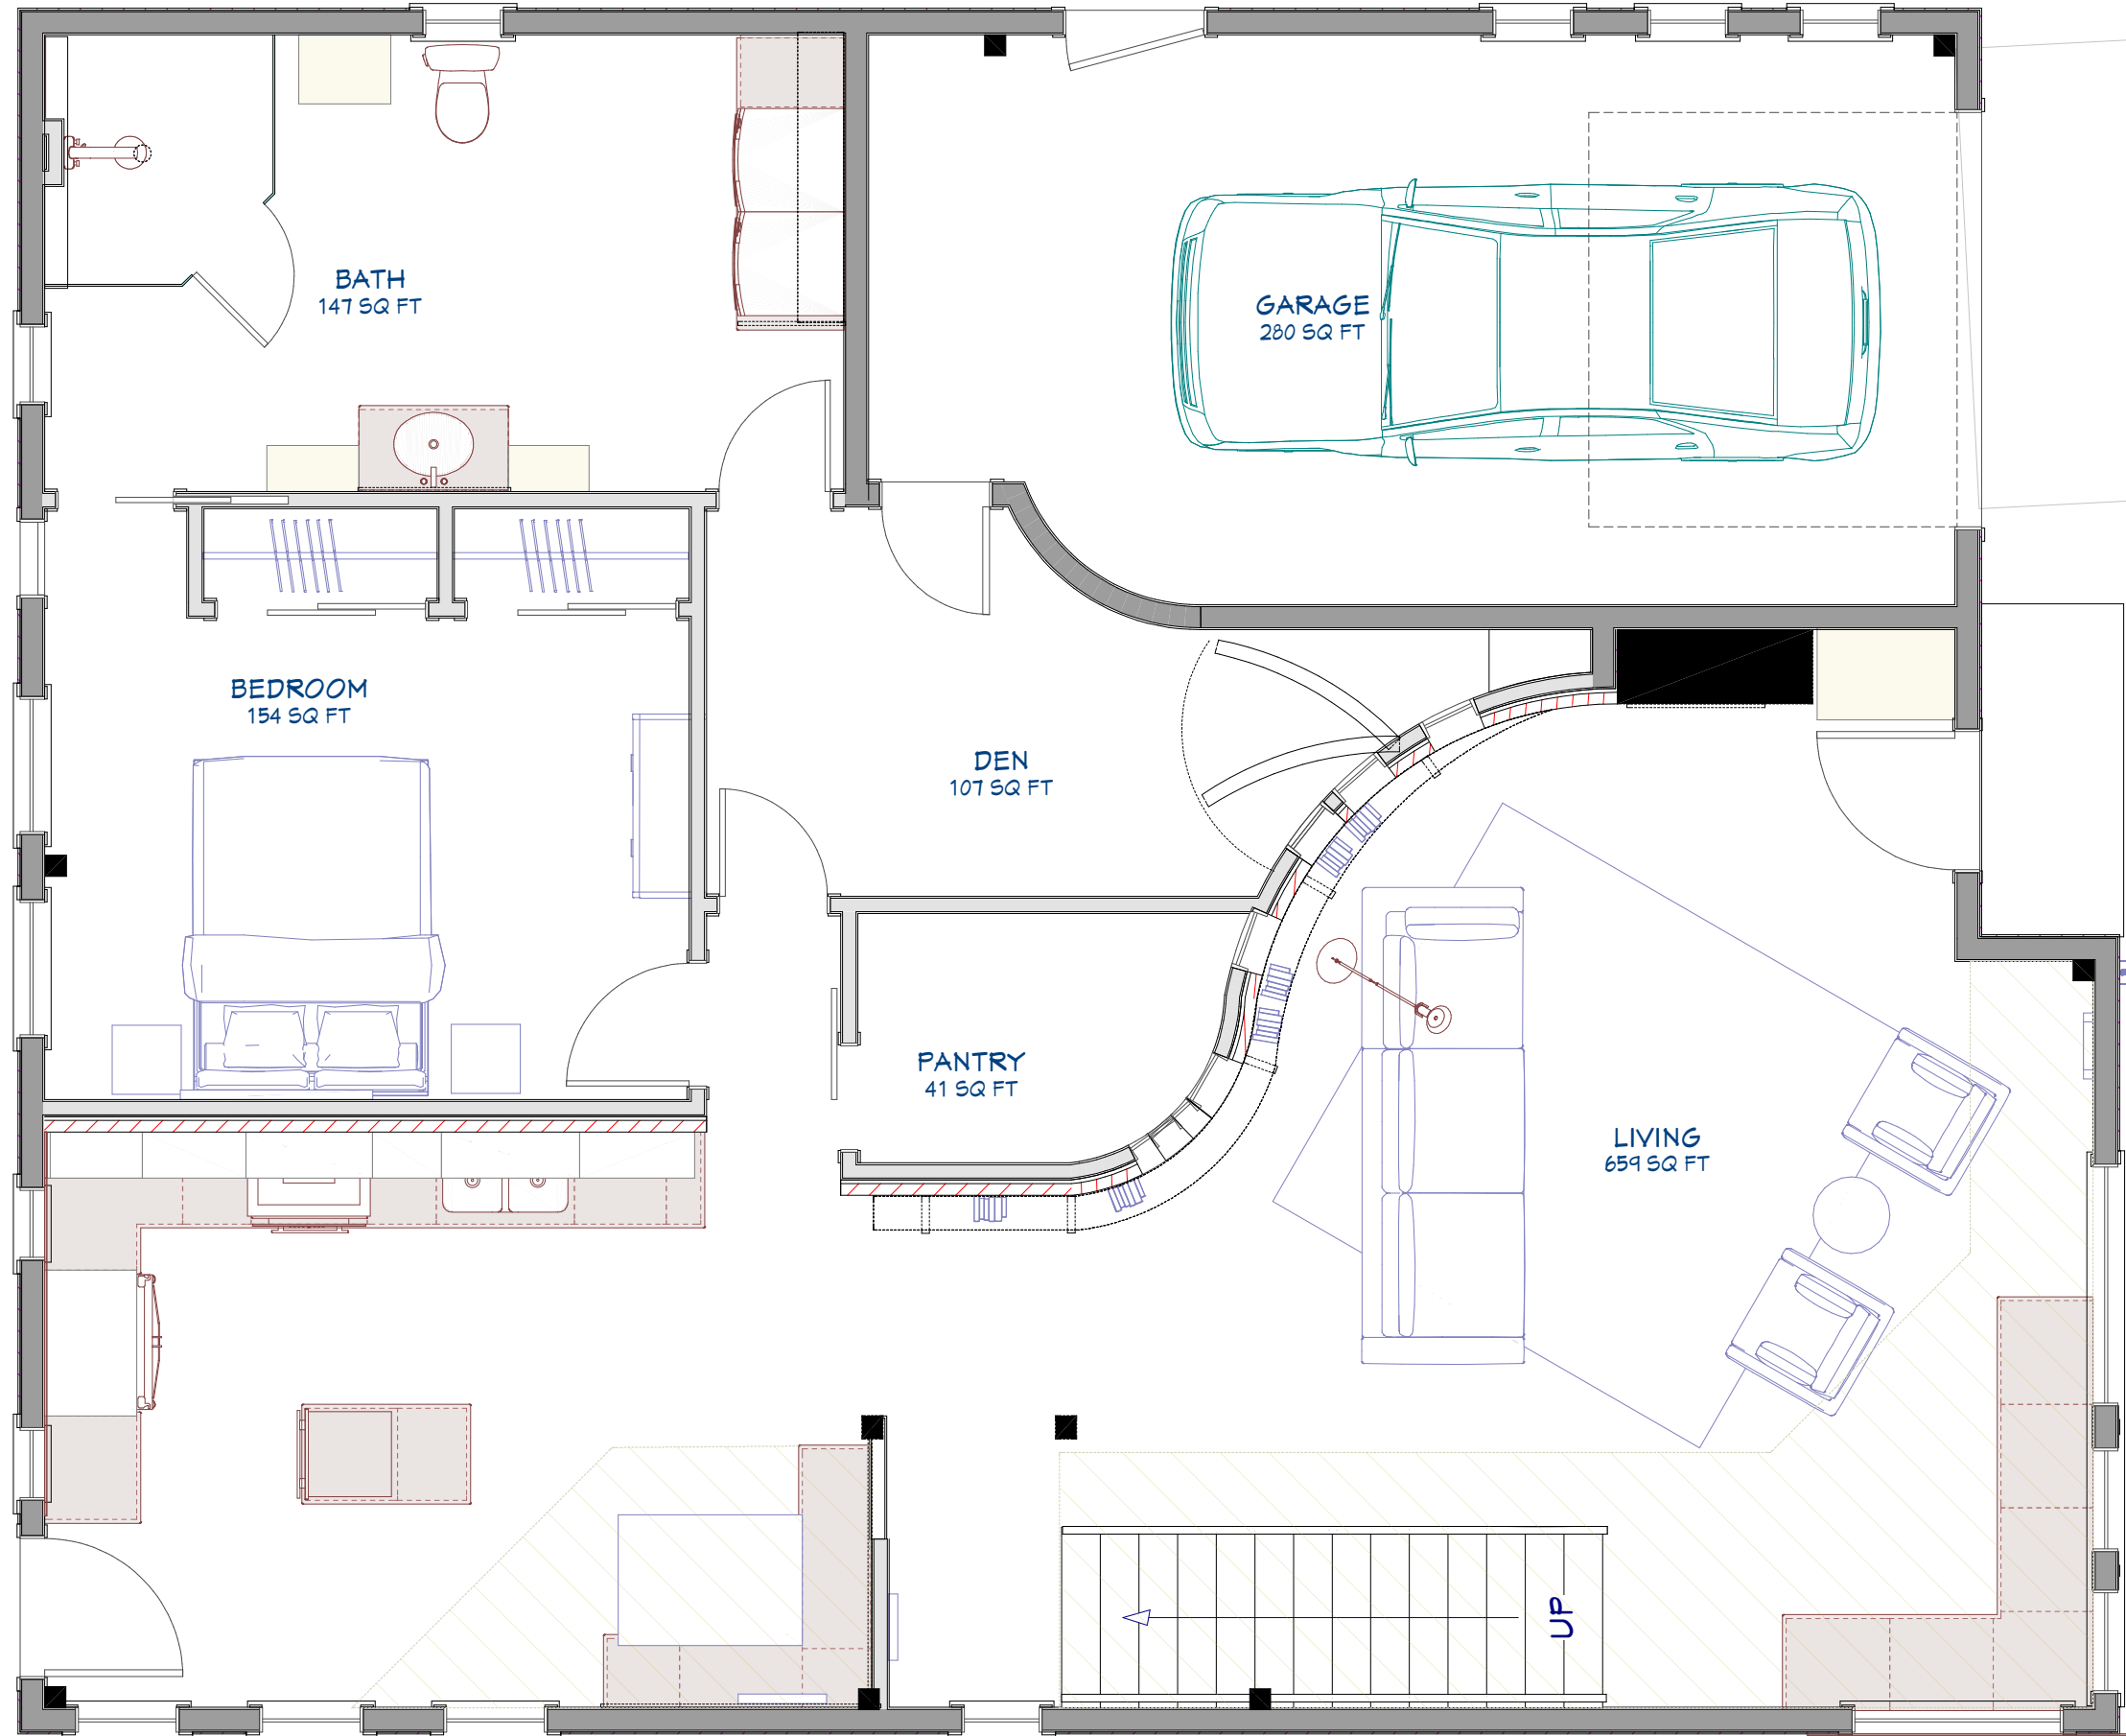 BATH
147 SQ FT
GARAGE
280 SQ FT
BEDROOM
154 SQ FT
DEN
107 SQ FT
PANTRY
41 SQ FT
LIVING
659 SQ FT
UP